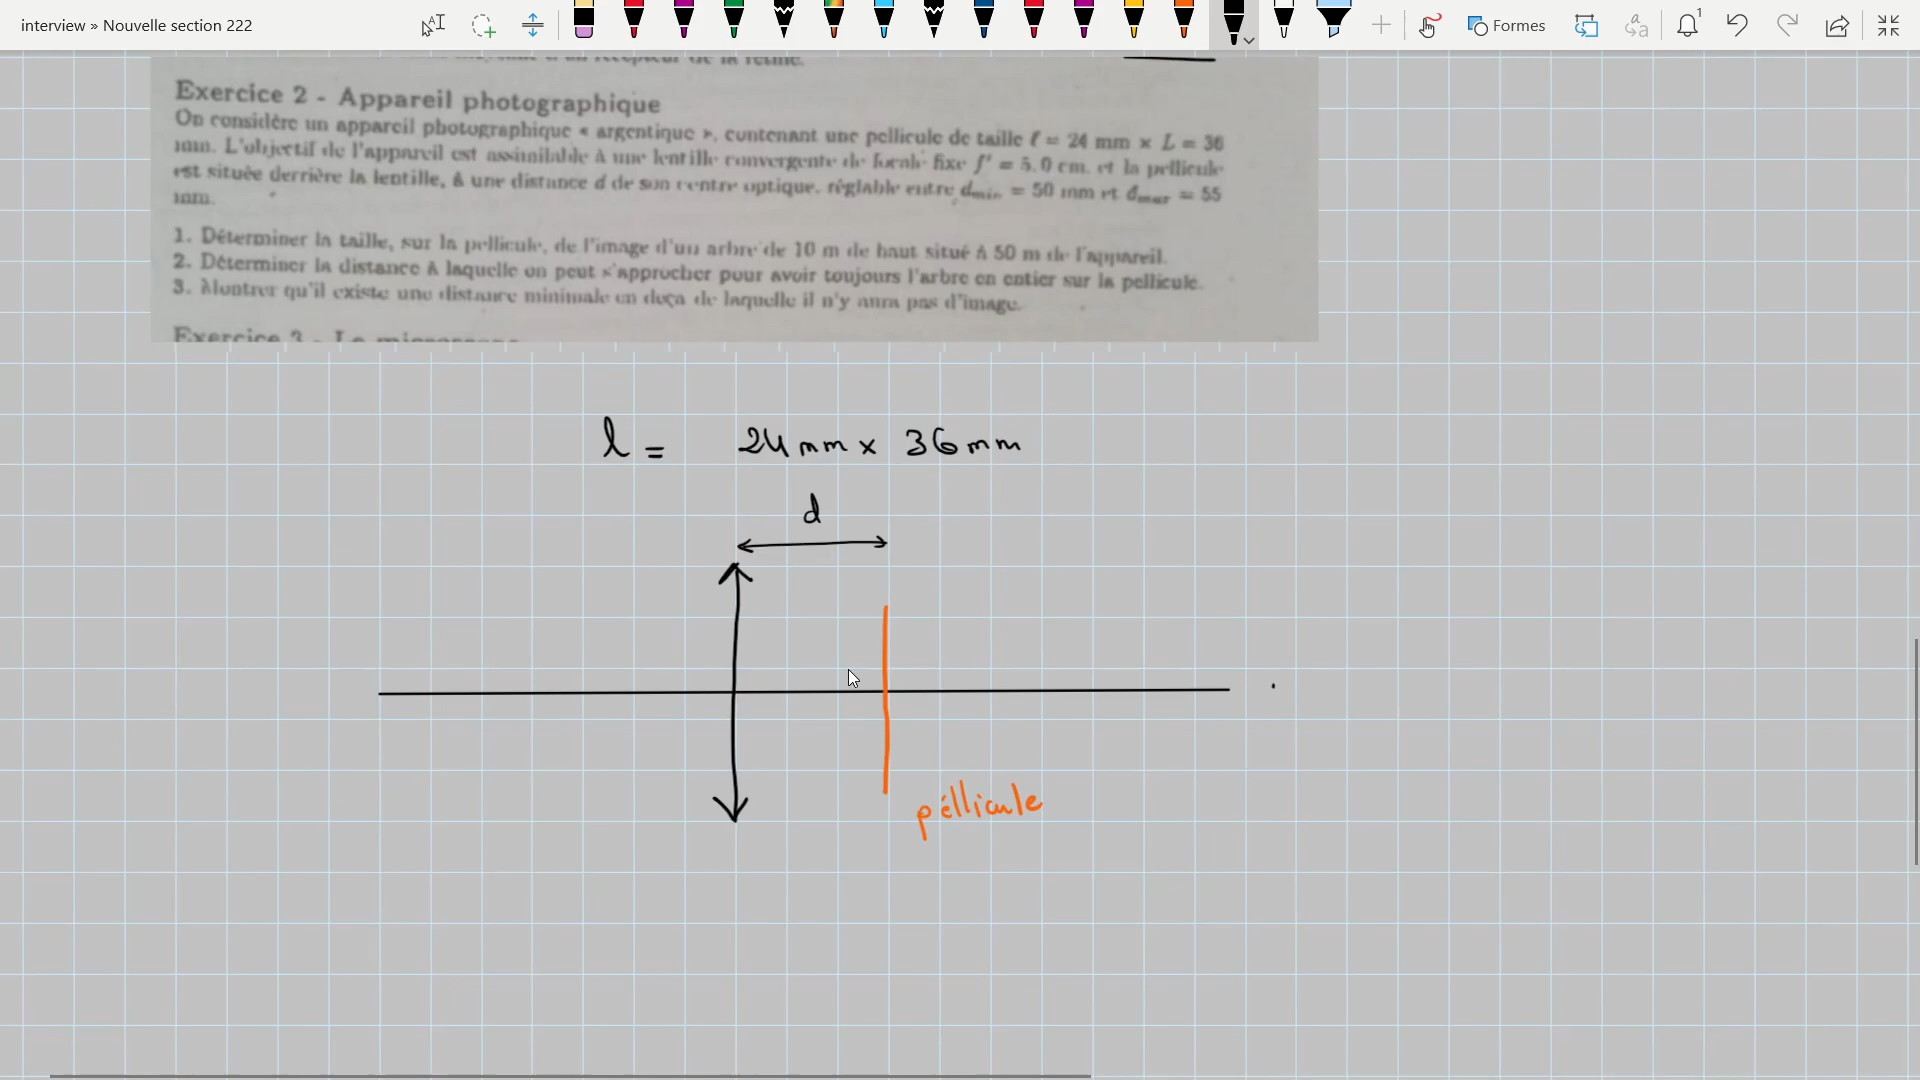 interview » Nouvelle section 222
Formes
1
Exercice 2 - Appareil photographique
On considère un appareil photographique « argentique », contenant une pellicule de taille ℓ = 24 mm × L = 36
mm. L'objectif de l'appareil est assimilable à une lentille convergente de focale fixe f' = 5,0 cm, et la pellicule
est située derrière la lentille, à une distance d de son centre optique, réglable entre dmin = 50 mm et dmax = 55
mm.
1. Déterminer la taille, sur la pellicule, de l'image d'un arbre de 10 m de haut situé à 50 m de l'appareil.
2. Déterminer la distance à laquelle on peut s'approcher pour avoir toujours l'arbre en entier sur la pellicule.
3. Montrer qu'il existe une distance minimale en deçà de laquelle il n'y aura pas d'image.
l = 24 mm x 36 mm
d
péllicule